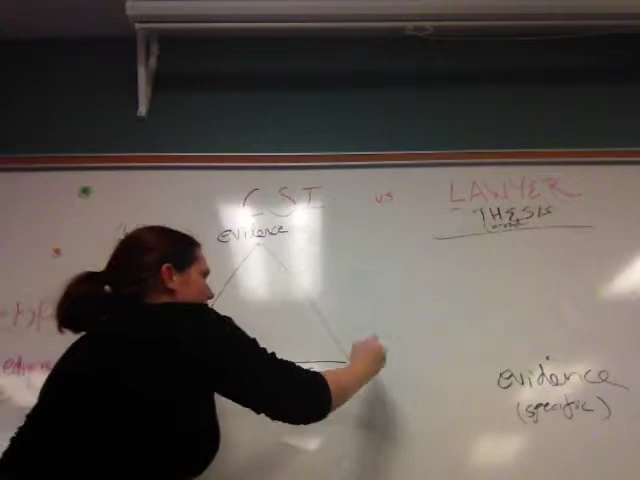 CSI vs LAWYER
THESIS
evidence
evidence
(specific)